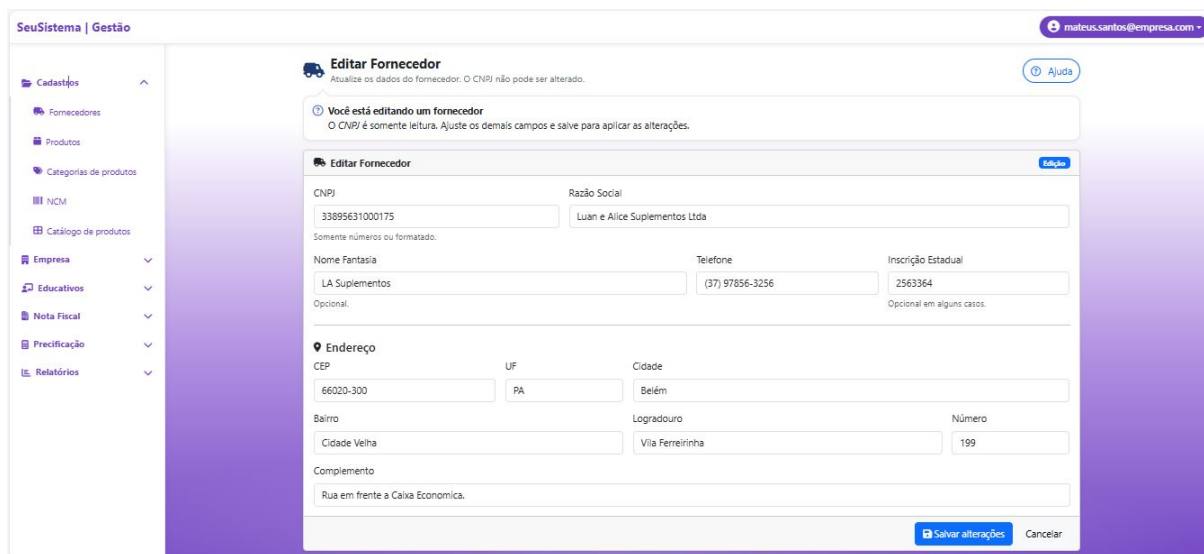 SeuSistema | Gestão
mateus.santos@empresa.com
Cadastros
Fornecedores
Produtos
Categorias de produtos
NCM
Catálogo de produtos
Empresa
Educativos
Nota Fiscal
Precificação
Relatórios
Editar Fornecedor
Atualize os dados do fornecedor. O CNPJ não pode ser alterado.
Ajuda
Você está editando um fornecedor
O CNPJ é somente leitura. Ajuste os demais campos e salve para aplicar as alterações.
Editar Fornecedor
Edição
CNPJ Razão Social
33895631000175 Luan e Alice Suplementos Ltda
Somente números ou formatado.
Nome Fantasia Telefone Inscrição Estadual
LA Suplementos (37) 97856-3256 2563364
Opcional. Opcional em alguns casos.
Endereço
CEP UF Cidade
66020-300 PA Belém
Bairro Logradouro Número
Cidade Velha Vila Ferreirinha 199
Complemento
Rua em frente a Caixa Economica.
Salvar alterações Cancelar